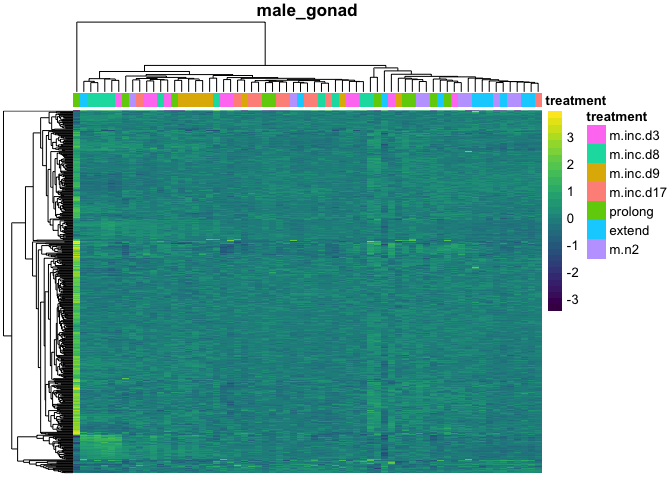 male_gonad
treatment
3
2
1
0
-1
-2
-3
treatment
m.inc.d3
m.inc.d8
m.inc.d9
m.inc.d17
prolong
extend
m.n2